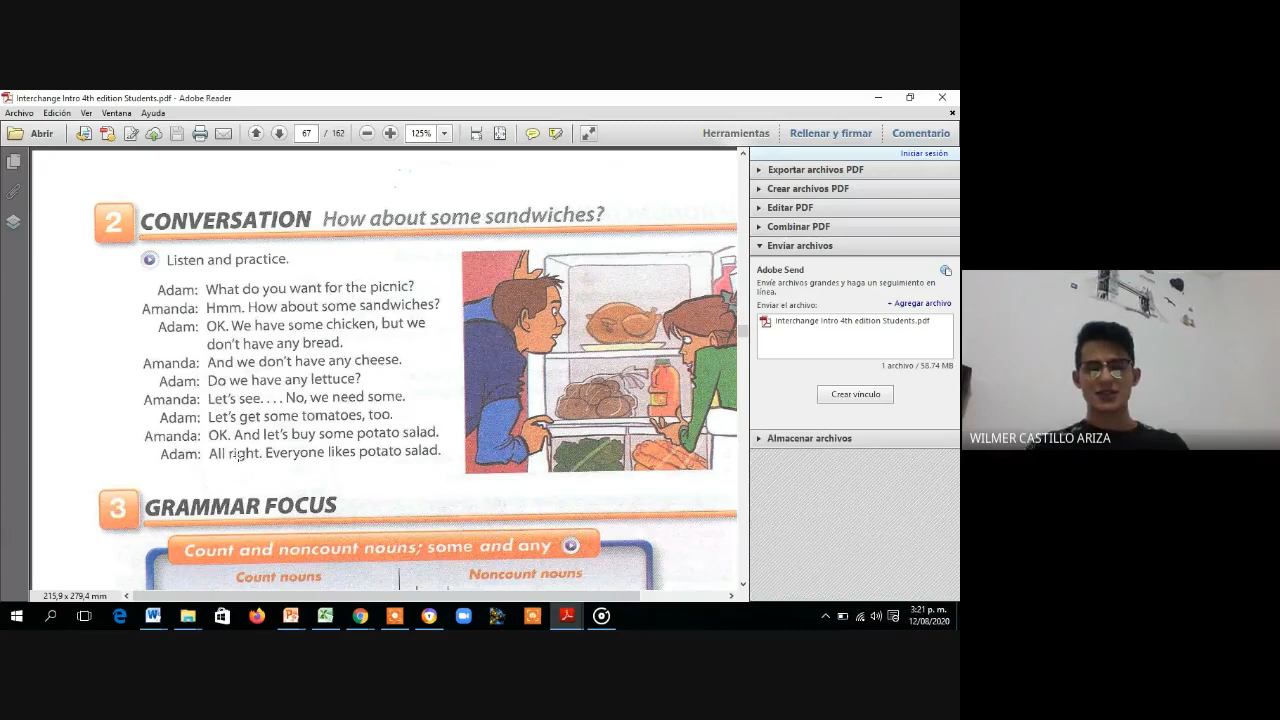 Interchange Intro 4th edition Students.pdf - Adobe Reader
Archivo Edición Ver Ventana Ayuda
Abrir 67 / 162 125% Herramientas Rellenar y firmar Comentario
Iniciar sesión
2 CONVERSATION How about some sandwiches?
Listen and practice.
Adam: What do you want for the picnic?
Amanda: Hmm. How about some sandwiches?
Adam: OK. We have some chicken, but we
don't have any bread.
Amanda: And we don't have any cheese.
Adam: Do we have any lettuce?
Amanda: Let's see. . . . No, we need some.
Adam: Let's get some tomatoes, too.
Amanda: OK. And let's buy some potato salad.
Adam: All right. Everyone likes potato salad.
3 GRAMMAR FOCUS
Count and noncount nouns; some and any
Count nouns Noncount nouns
215,9 x 279,4 mm
Exportar archivos PDF
Crear archivos PDF
Editar PDF
Combinar PDF
Enviar archivos
Adobe Send
Envíe archivos grandes y haga un seguimiento en
línea.
Enviar el archivo: + Agregar archivo
Interchange Intro 4th edition Students.pdf
1 archivo / 58.74 MB
Crear vínculo
Almacenar archivos
WILMER CASTILLO ARIZA
3:21 p. m.
12/08/2020